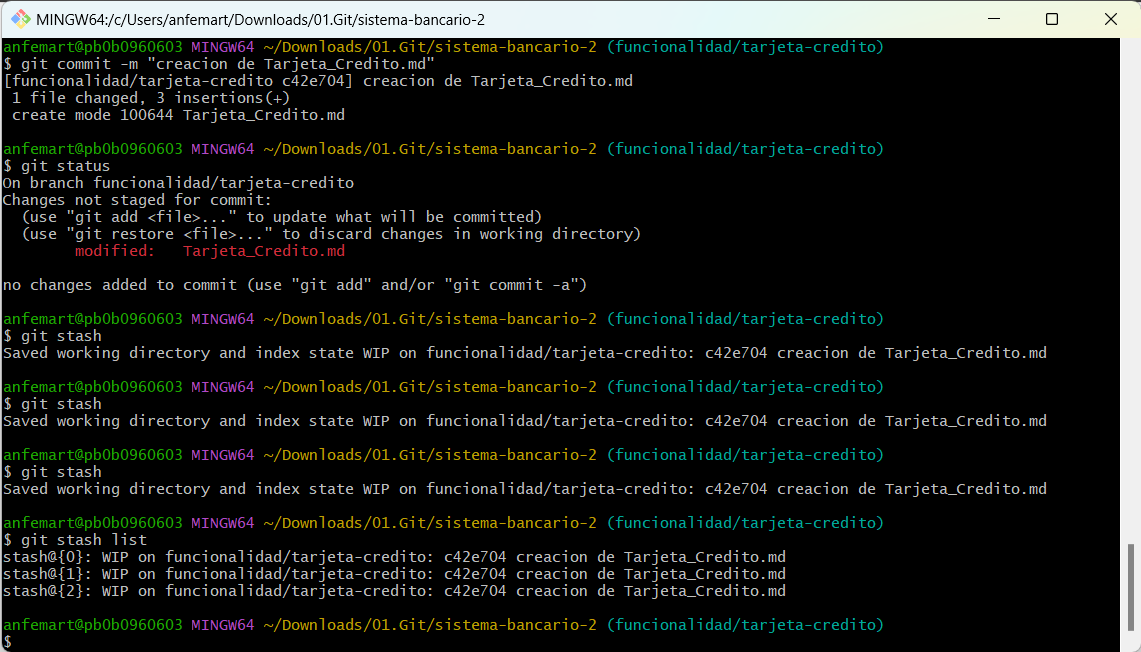 MINGW64:/c/Users/anfemart/Downloads/01.Git/sistema-bancario-2
anfemart@pb0b0960603 MINGW64 ~/Downloads/01.Git/sistema-bancario-2 (funcionalidad/tarjeta-credito)
$ git commit -m "creacion de Tarjeta_Credito.md"
[funcionalidad/tarjeta-credito c42e704] creacion de Tarjeta_Credito.md
 1 file changed, 3 insertions(+)
 create mode 100644 Tarjeta_Credito.md

anfemart@pb0b0960603 MINGW64 ~/Downloads/01.Git/sistema-bancario-2 (funcionalidad/tarjeta-credito)
$ git status
On branch funcionalidad/tarjeta-credito
Changes not staged for commit:
  (use "git add <file>..." to update what will be committed)
  (use "git restore <file>..." to discard changes in working directory)
        modified:   Tarjeta_Credito.md

no changes added to commit (use "git add" and/or "git commit -a")

anfemart@pb0b0960603 MINGW64 ~/Downloads/01.Git/sistema-bancario-2 (funcionalidad/tarjeta-credito)
$ git stash
Saved working directory and index state WIP on funcionalidad/tarjeta-credito: c42e704 creacion de Tarjeta_Credito.md

anfemart@pb0b0960603 MINGW64 ~/Downloads/01.Git/sistema-bancario-2 (funcionalidad/tarjeta-credito)
$ git stash
Saved working directory and index state WIP on funcionalidad/tarjeta-credito: c42e704 creacion de Tarjeta_Credito.md

anfemart@pb0b0960603 MINGW64 ~/Downloads/01.Git/sistema-bancario-2 (funcionalidad/tarjeta-credito)
$ git stash
Saved working directory and index state WIP on funcionalidad/tarjeta-credito: c42e704 creacion de Tarjeta_Credito.md

anfemart@pb0b0960603 MINGW64 ~/Downloads/01.Git/sistema-bancario-2 (funcionalidad/tarjeta-credito)
$ git stash list
stash@{0}: WIP on funcionalidad/tarjeta-credito: c42e704 creacion de Tarjeta_Credito.md
stash@{1}: WIP on funcionalidad/tarjeta-credito: c42e704 creacion de Tarjeta_Credito.md
stash@{2}: WIP on funcionalidad/tarjeta-credito: c42e704 creacion de Tarjeta_Credito.md

anfemart@pb0b0960603 MINGW64 ~/Downloads/01.Git/sistema-bancario-2 (funcionalidad/tarjeta-credito)
$